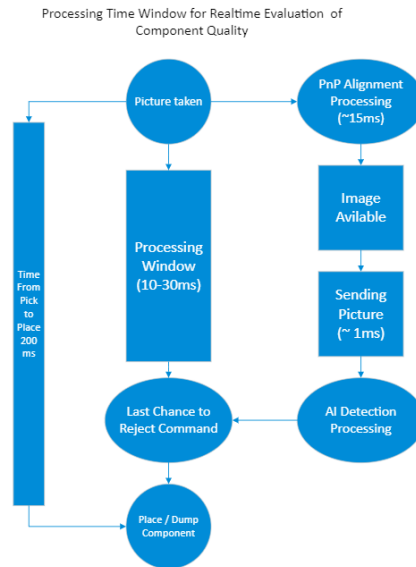 Processing Time Window for Realtime Evaluation of
Component Quality
Picture taken
PnP Alignment
Processing
(~15ms)
Time
From
Pick
to
Place
200
ms
Processing
Window
(10-30ms)
Image
Avilable
Sending
Picture
(~ 1ms)
Last Chance to
Reject Command
AI Detection
Processing
Place / Dump
Component